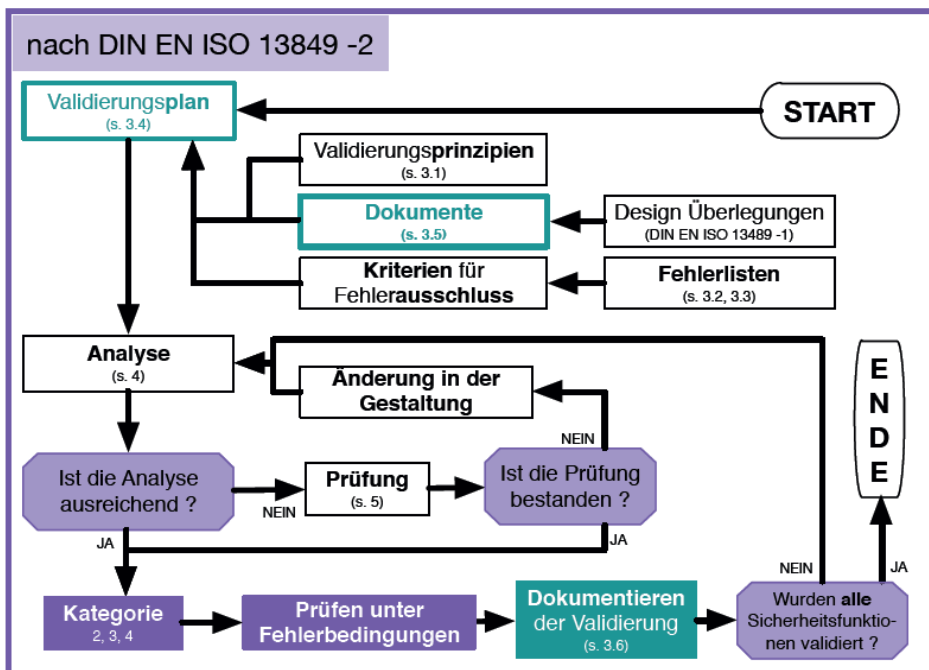 nach DIN EN ISO 13849 -2
Validierungsplan
(s. 3.4)
START
Validierungsprinzipien
(s. 3.1)
Dokumente
(s. 3.5)
Design Überlegungen
(DIN EN ISO 13489 -1)
Kriterien für
Fehlerausschluss
Fehlerlisten
(s. 3.2, 3.3)
Analyse
(s. 4)
Änderung in der
Gestaltung
ENDE
NEIN
Ist die Analyse
ausreichend ?
NEIN
Prüfung
(s. 5)
Ist die Prüfung
bestanden ?
JA
JA
NEIN
JA
Kategorie
2, 3, 4
Prüfen unter
Fehlerbedingungen
Dokumentieren
der Validierung
(s. 3.6)
Wurden alle
Sicherheitsfunktio-
nen validiert ?